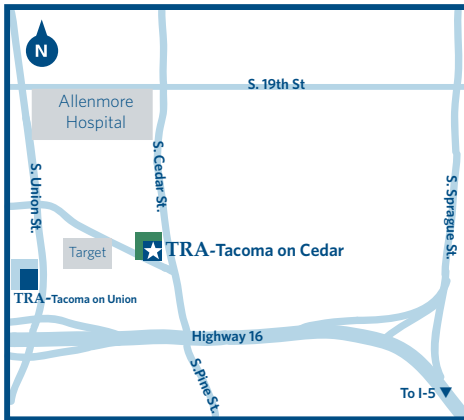 N
S. 19th St
Allenmore
Hospital
S. Cedar St.
S. Union St.
S. Sprague St.
TRA-Tacoma on Cedar
Target
TRA-Tacoma on Union
Highway 16
S.Pine St.
To I-5